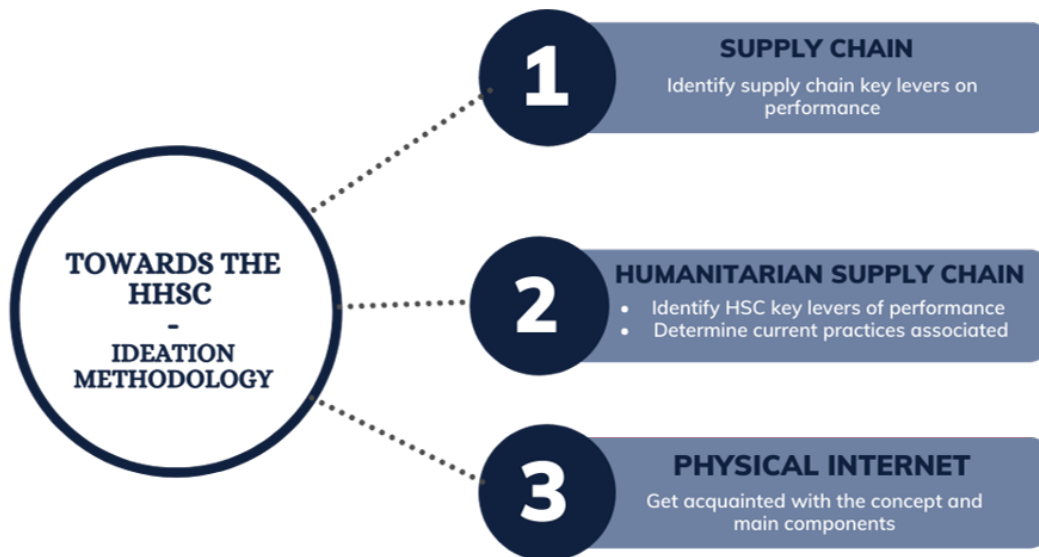 TOWARDS THE
HHSC
-
IDEATION
METHODOLOGY
1
SUPPLY CHAIN
Identify supply chain key levers on
performance
2
HUMANITARIAN SUPPLY CHAIN
• Identify HSC key levers of performance
• Determine current practices associated
3
PHYSICAL INTERNET
Get acquainted with the concept and
main components